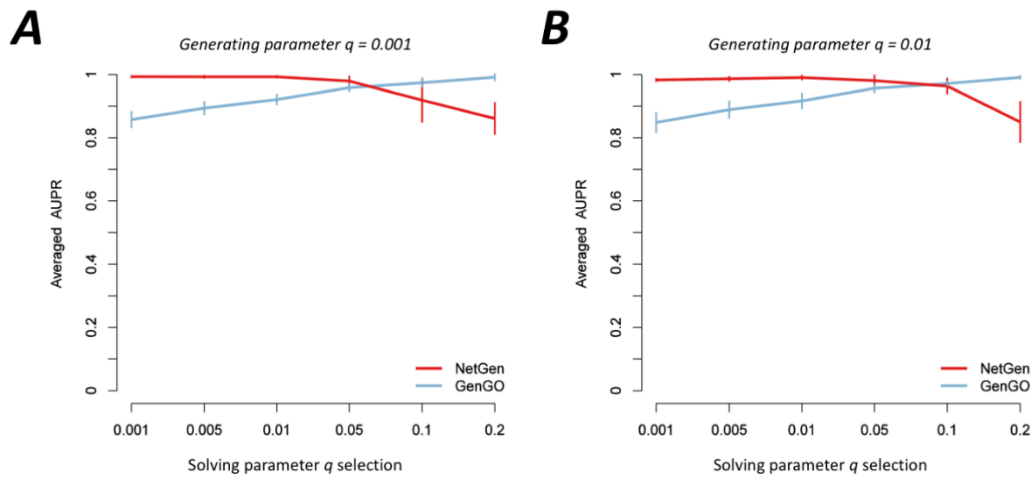 A
Generating parameter q = 0.001
Averaged AUPR
1
0.8
0.6
0.4
0.2
0
NetGen
GenGO
0.001 0.005 0.01 0.05 0.1 0.2
Solving parameter q selection
B
Generating parameter q = 0.01
Averaged AUPR
1
0.8
0.6
0.4
0.2
0
NetGen
GenGO
0.001 0.005 0.01 0.05 0.1 0.2
Solving parameter q selection